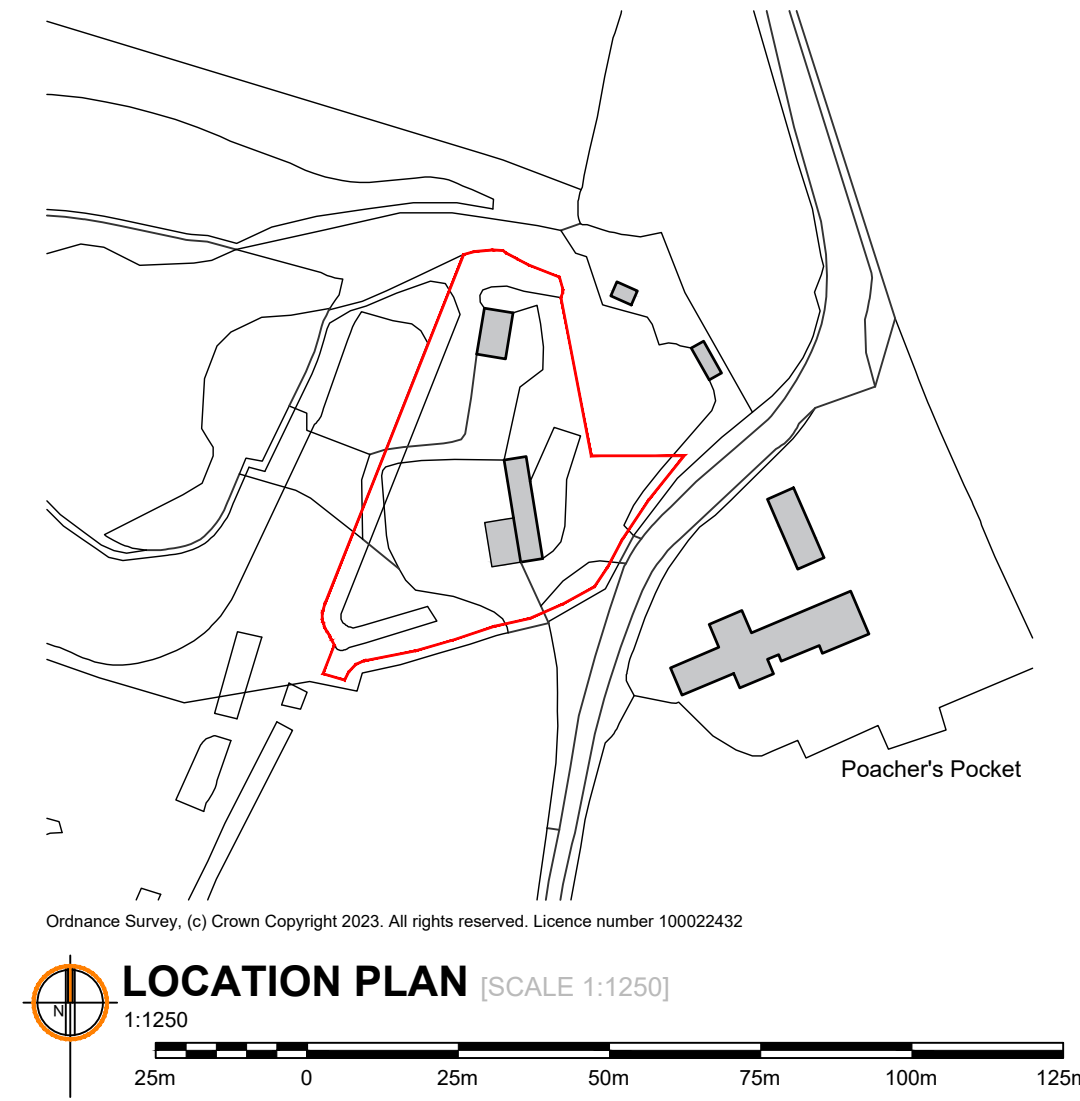 Poacher's Pocket
Ordnance Survey, (c) Crown Copyright 2023. All rights reserved. Licence number 100022432
LOCATION PLAN [SCALE 1:1250]
N
1:1250
25m 0 25m 50m 75m 100m 125m